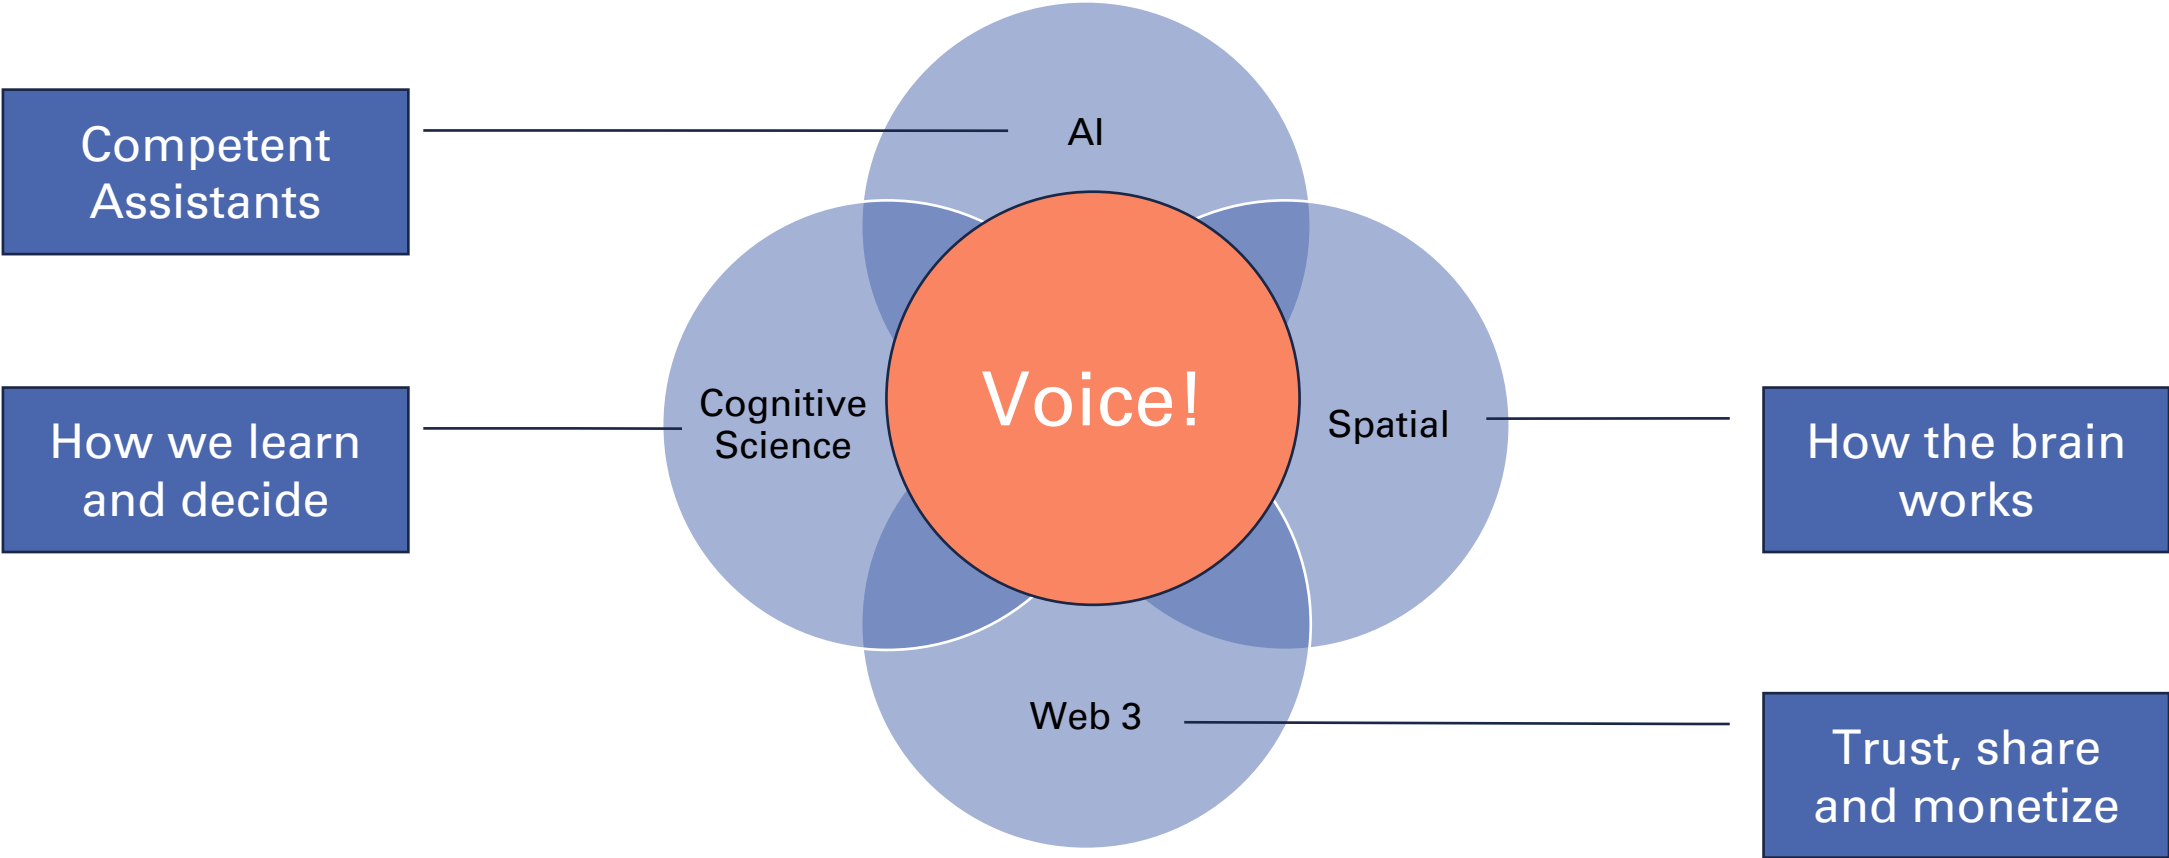 AI
Competent
Assistants
Voice!
Cognitive
Science
Spatial
How we learn
and decide
How the brain
works
Web 3
Trust, share
and monetize